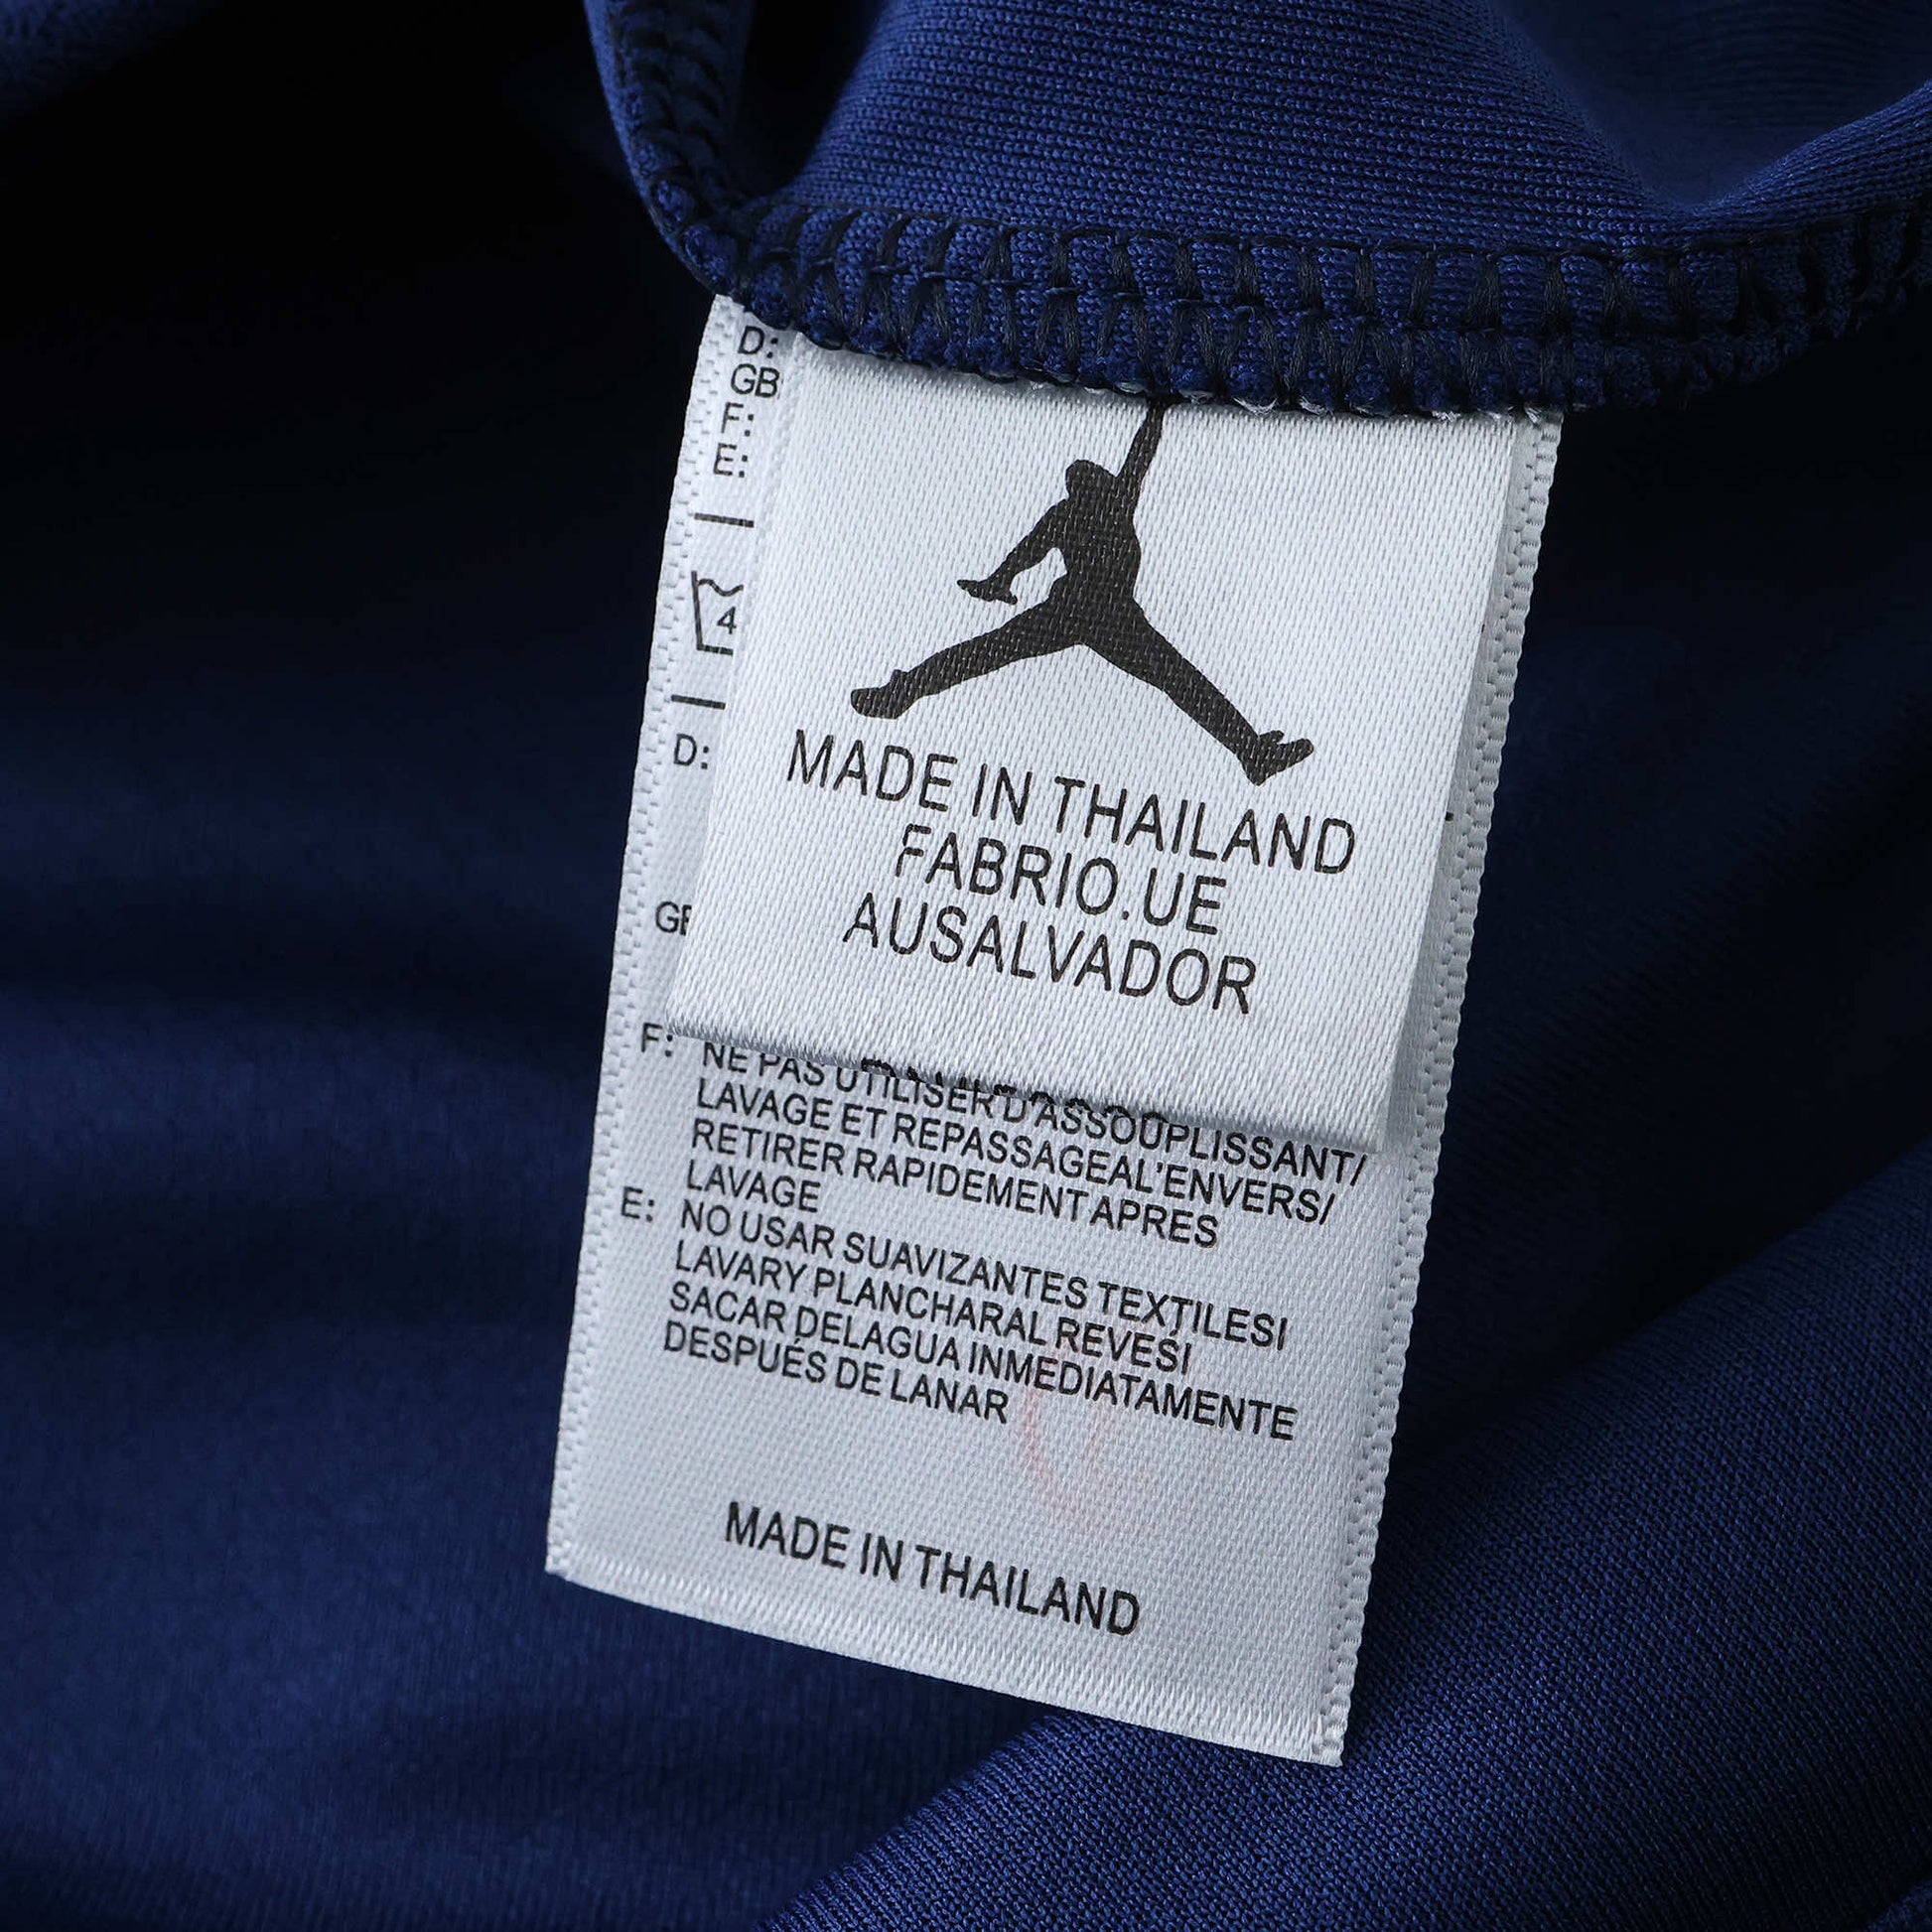 D:
GB
F:
E:
4
D:
MADE IN THAILAND
FABRIO.UE
AUSALVADOR
F: NE PAS UTILISER D'ASSOUPLISSANT/
LAVAGE ET REPASSAGEAL'ENVERS/
RETIRER RAPIDEMENT APRES
LAVAGE
E: NO USAR SUAVIZANTES TEXTILESI
LAVARY PLANCHARAL REVESI
SACAR DELAGUA INMEDIATAMENTE
DESPUÉS DE LANAR
MADE IN THAILAND